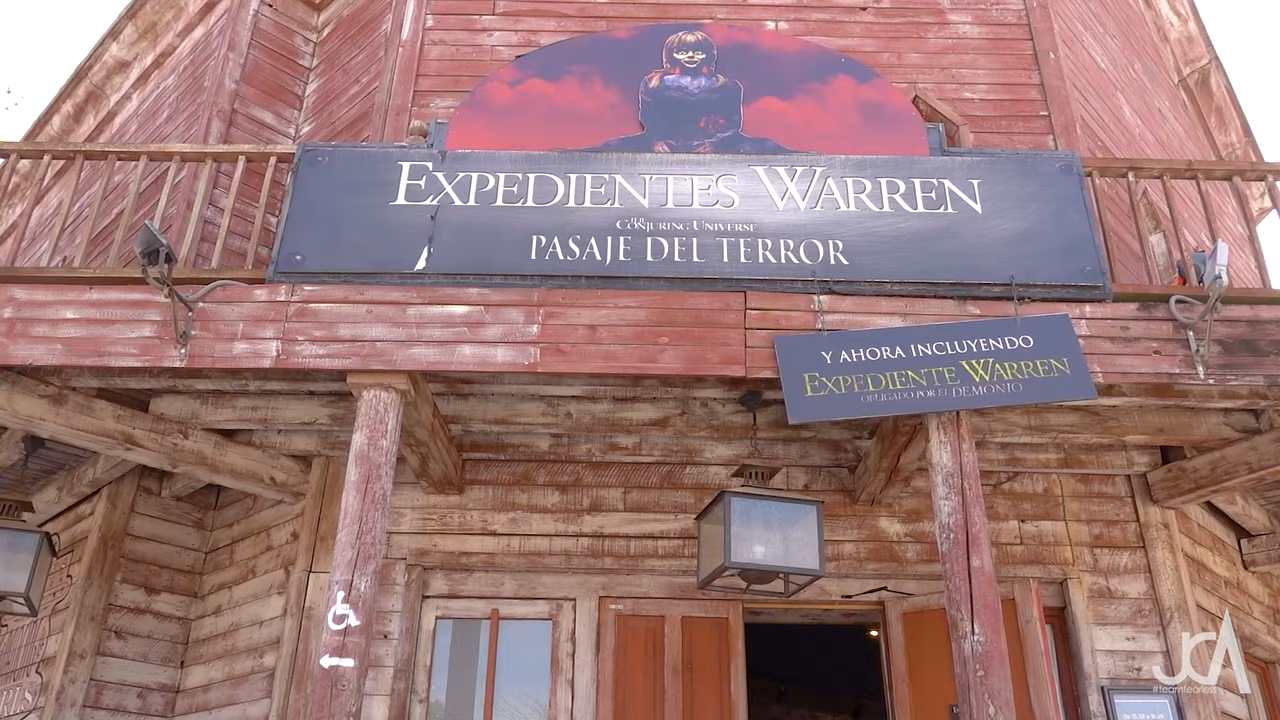 EXPEDIENTES WARREN
THE
CONJURING UNIVERSE
PASAJE DEL TERROR
Y AHORA INCLUYENDO
EXPEDIENTE WARREN
OBLIGADO POR EL DEMONIO
JCA
#teamfearless